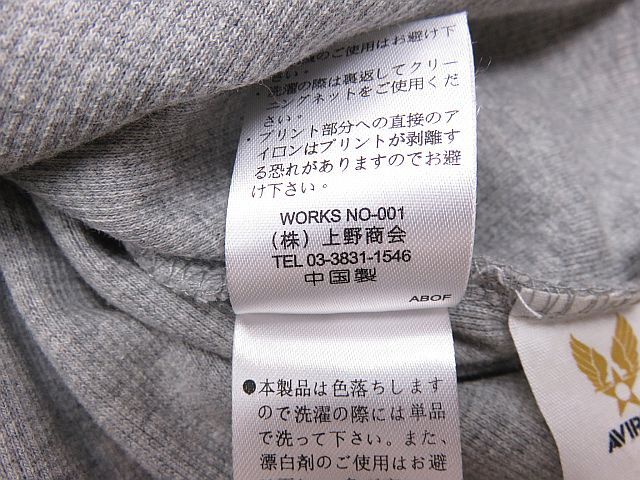 のご使用はお避け下
さい。
・洗濯の際は裏返してクリー
ニングネットをご使用くだ
さい。
・プリント部分への直接のア
イロンはプリントが剥離す
る恐れがありますのでお避
け下さい。
WORKS NO-001
(株)上野商会
TEL 03-3831-1546
中国製
ABOF
●本製品は色落ちします
ので洗濯の際には単品
で洗って下さい。また、
漂白剤のご使用はお避
AVIR